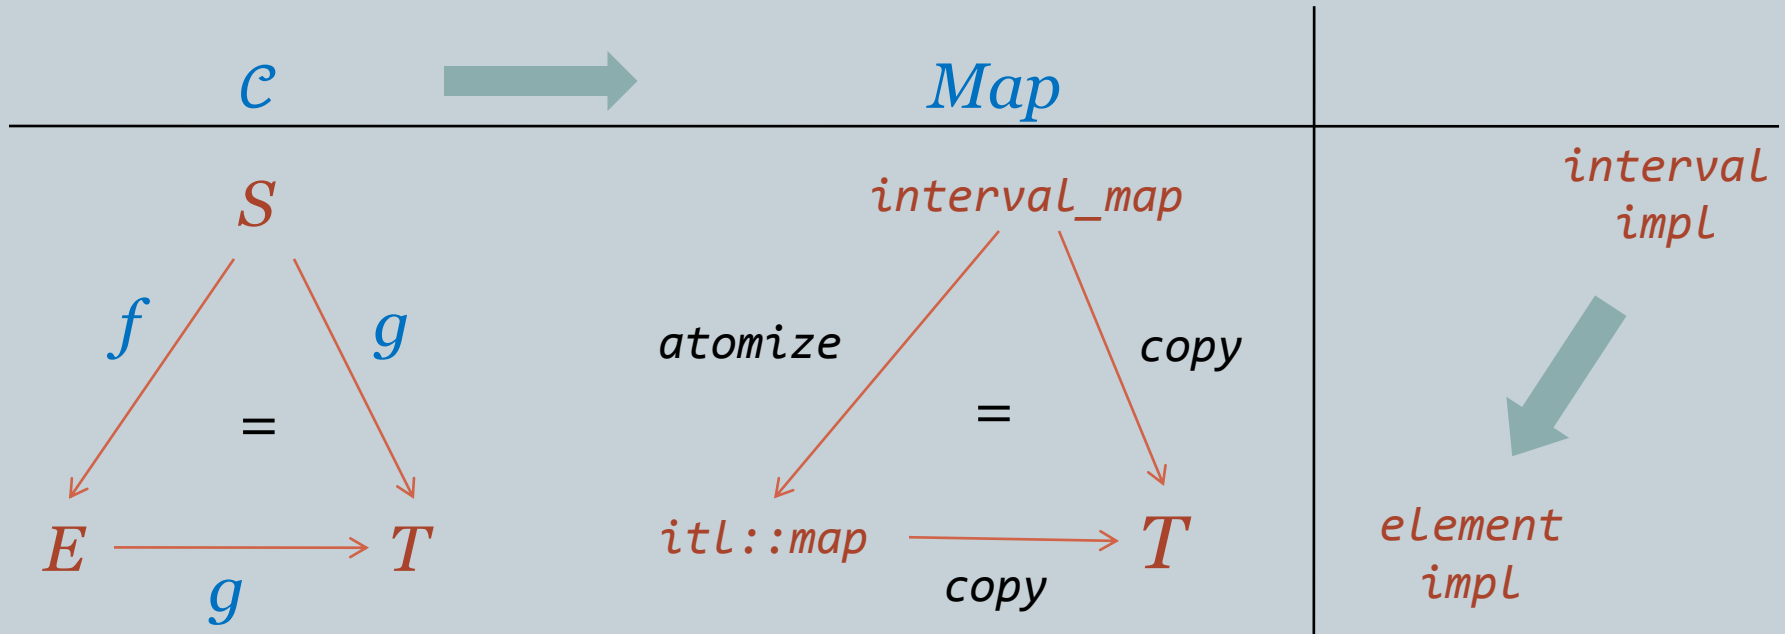 𝒞
Map
interval
impl
S
interval_map
f
g
atomize
copy
=
=
E
T
g
itl::map
T
copy
element
impl